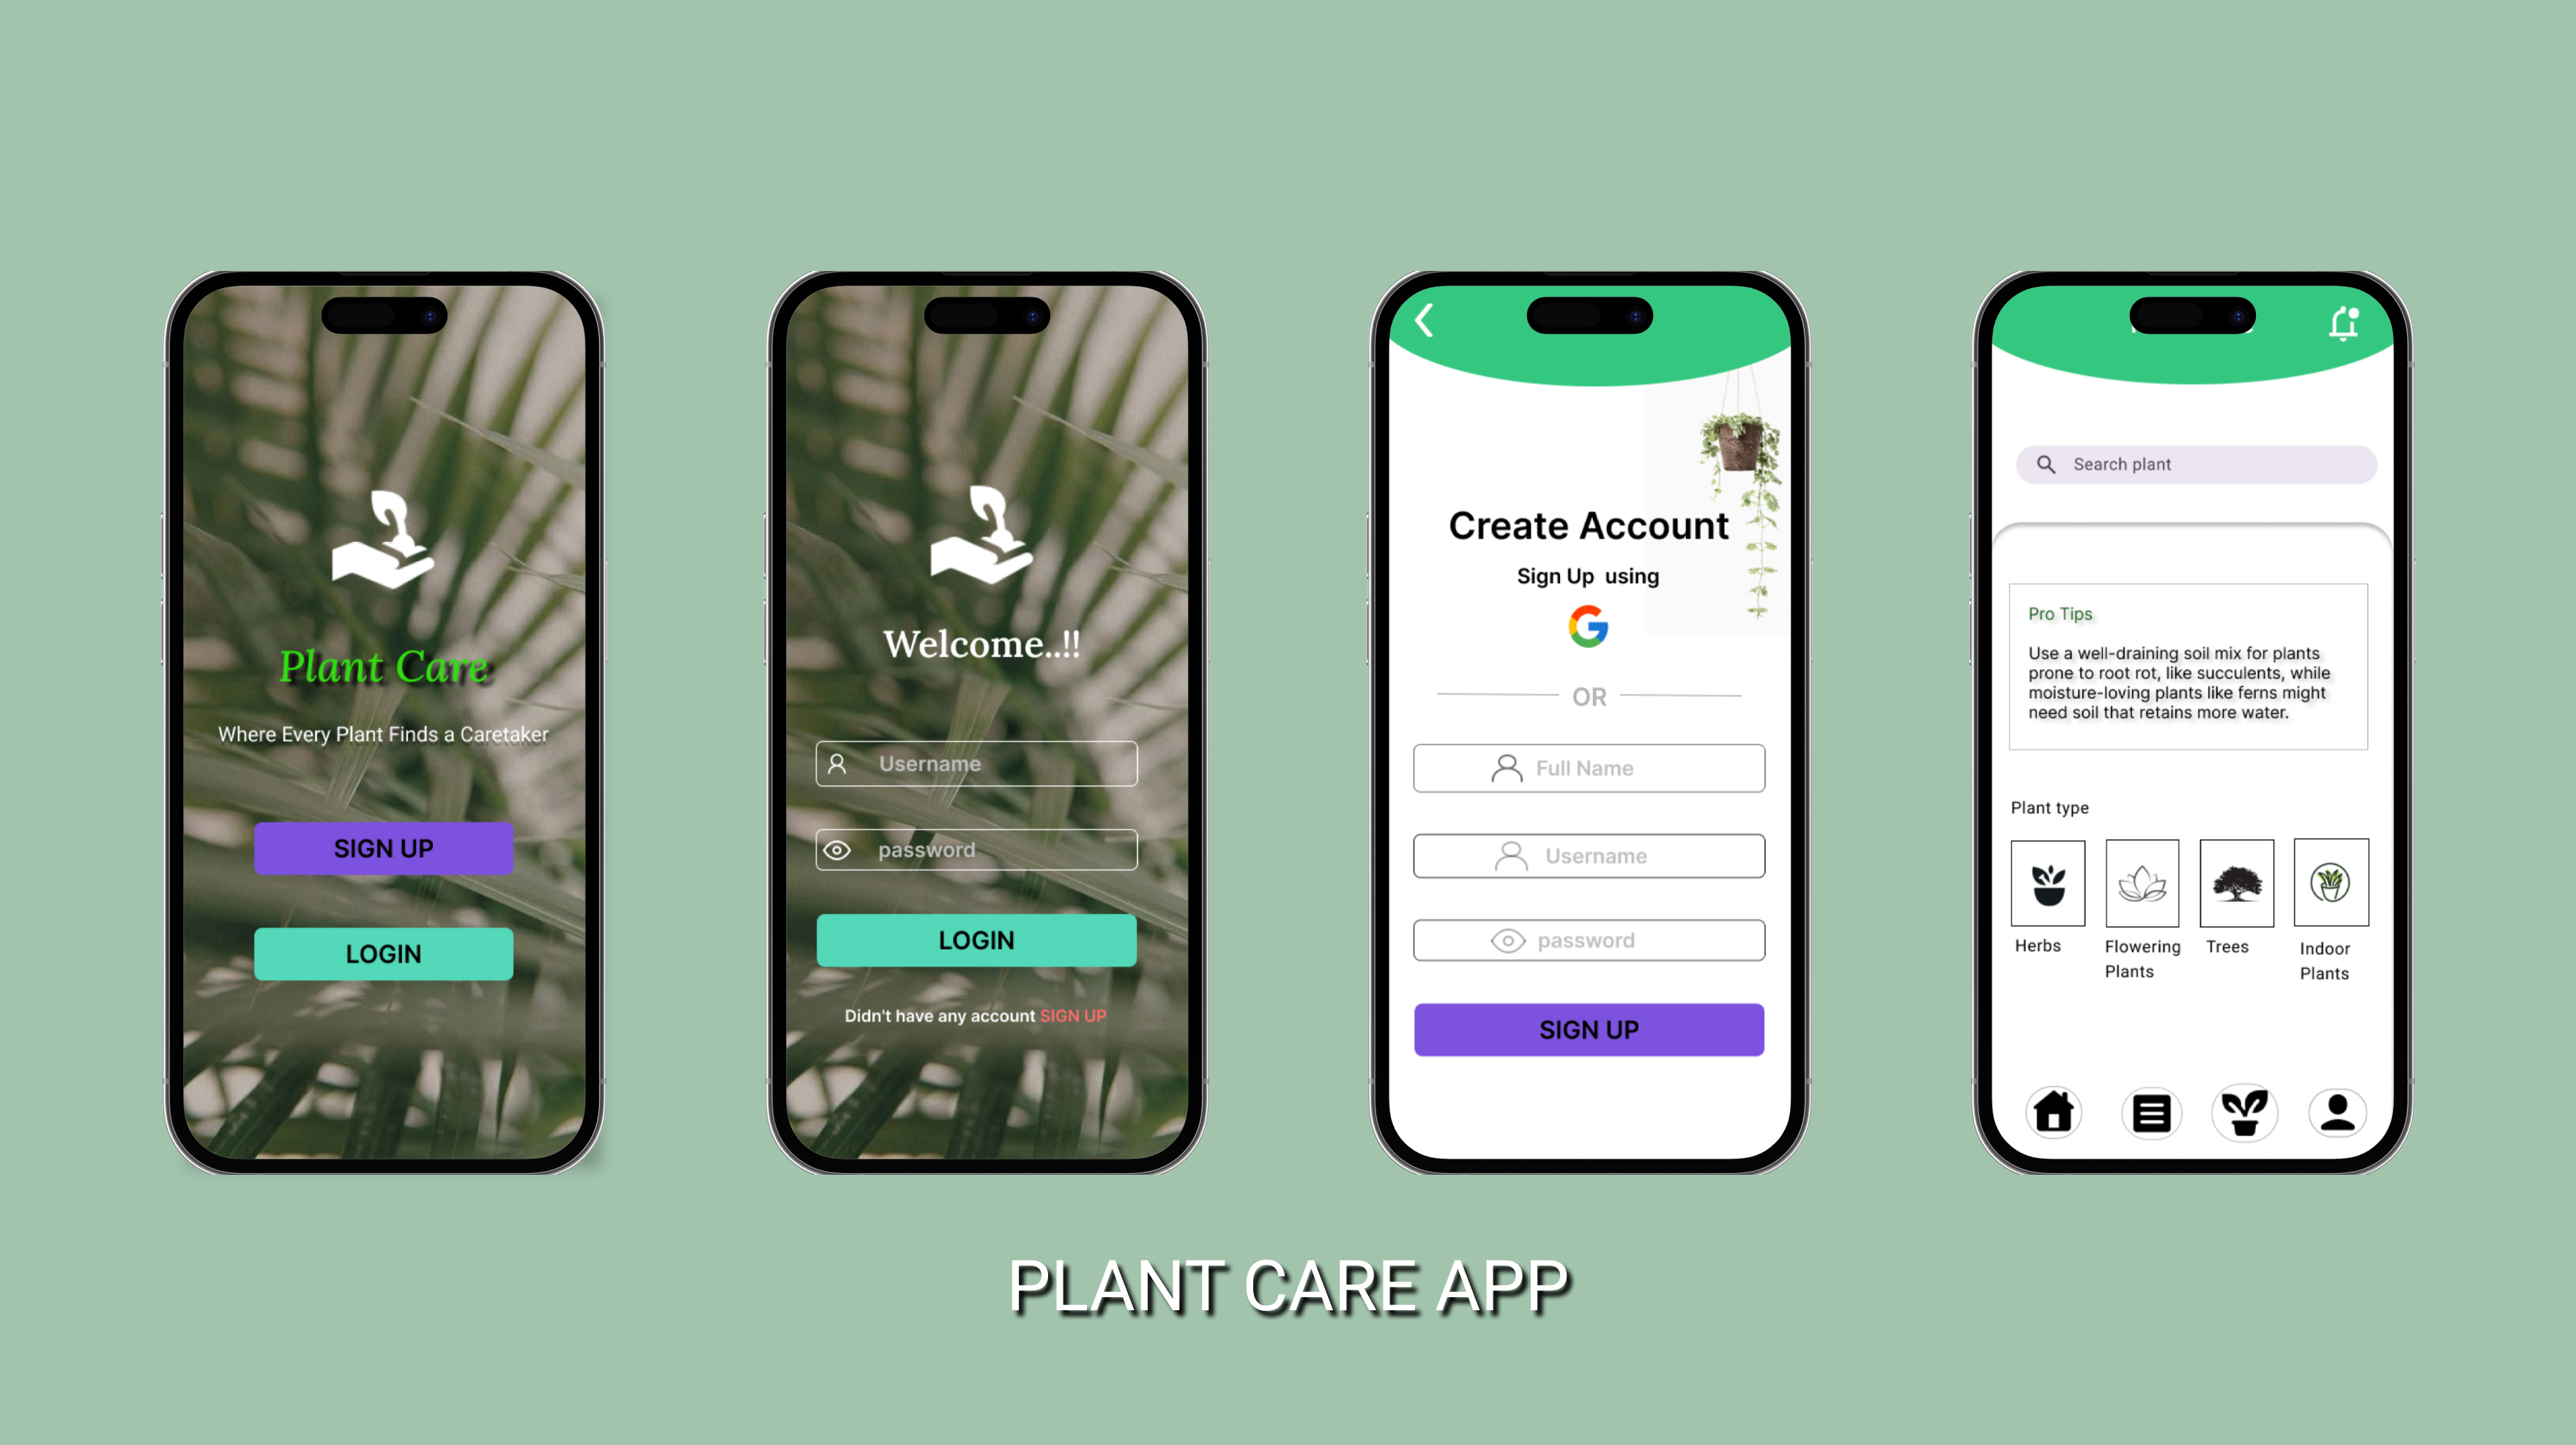 Plant Care
Where Every Plant Finds a Caretaker
SIGN UP
LOGIN
Welcome..!!
Username
password
LOGIN
Didn't have any account SIGN UP
Create Account
Sign Up using
OR
Full Name
Username
password
SIGN UP
Search plant
Pro Tips
Use a well-draining soil mix for plants
prone to root rot, like succulents, while
moisture-loving plants like ferns might
need soil that retains more water.
Plant type
Herbs
Flowering
Plants
Trees
Indoor
Plants
PLANT CARE APP